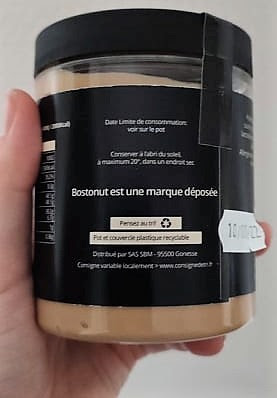 Date Limite de consommation:
voir sur le pot
Conserver à l'abri du soleil,
à maximum 20°, dans un endroit sec
Bostonut est une marque déposée
Pensez au tri!
Pot et couvercle plastique recyclable
Distribué par SAS SBM - 95500 Gonesse
Consigne variable localement > www.consignedetri.fr